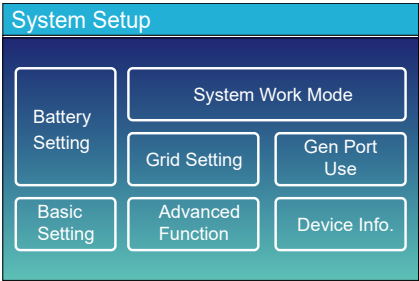 System Setup
Battery
Setting
System Work Mode
Grid Setting
Gen Port
Use
Basic
Setting
Advanced
Function
Device Info.